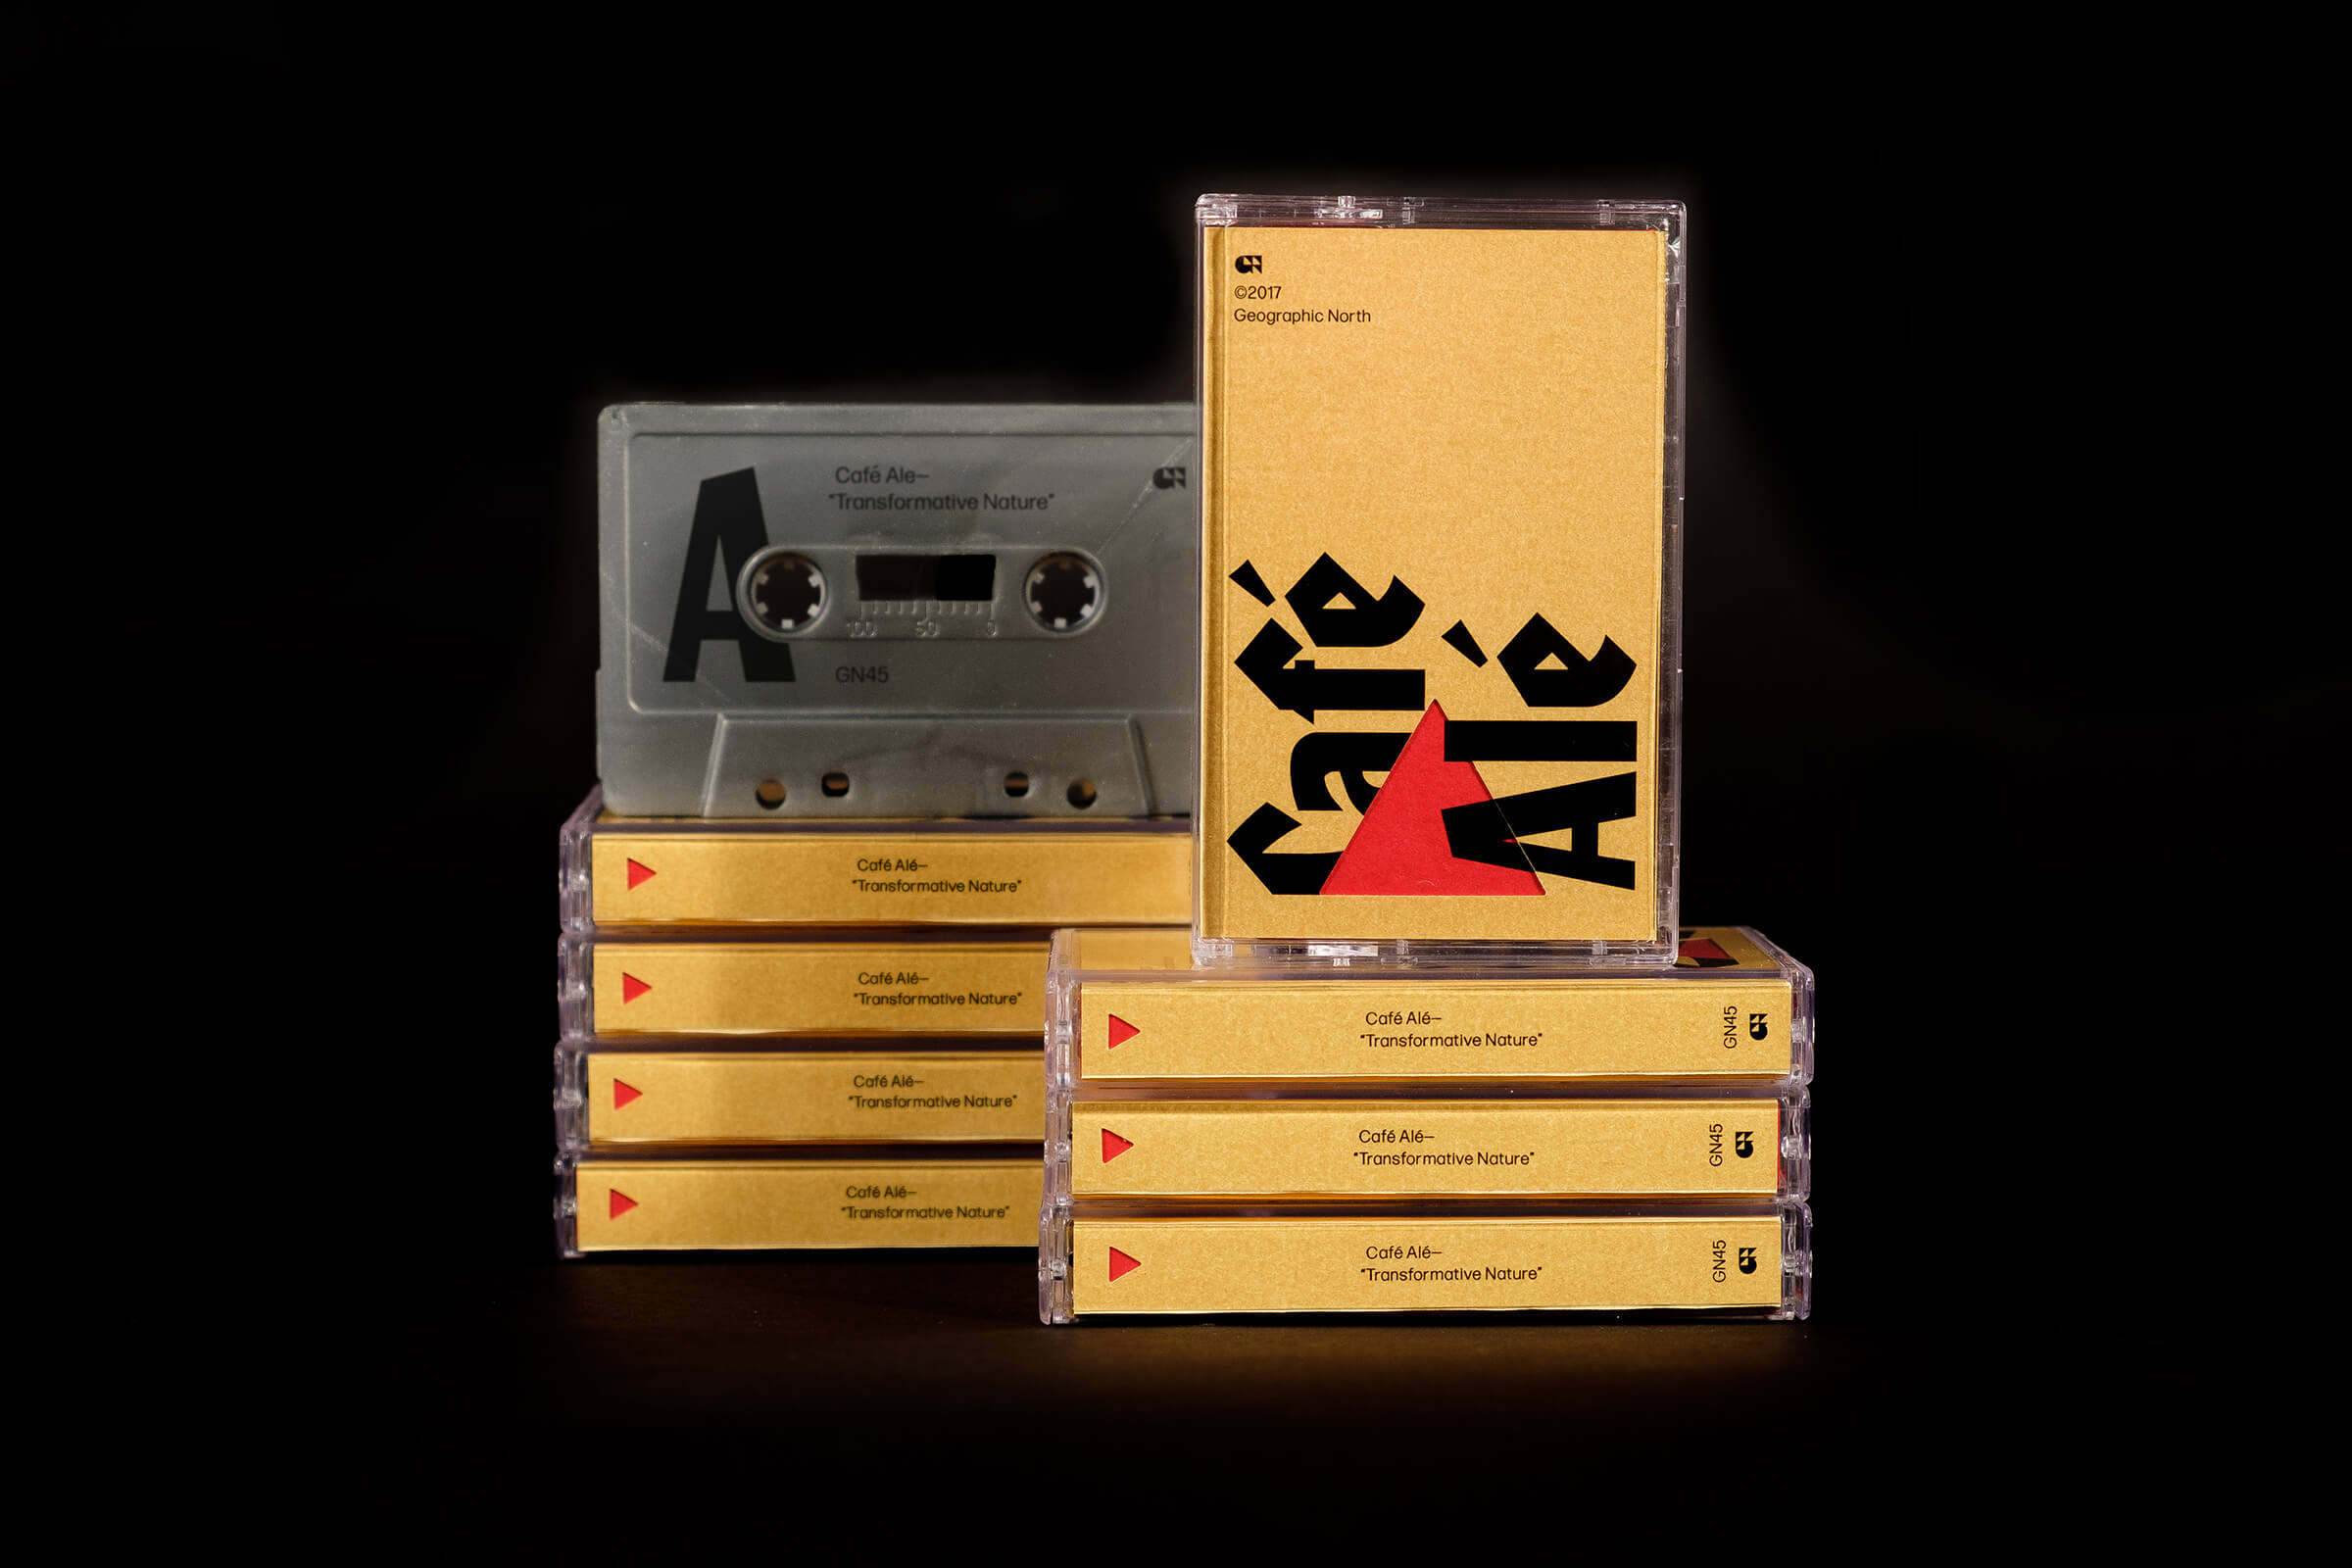 A
Café Ale—
"Transformative Nature"
100 50 0
GN45
©2017
Geographic North
Café
Alé
Café Alé—
"Transformative Nature"
Café Alé—
"Transformative Nature"
Café Alé—
"Transformative Nature"
Café Alé—
"Transformative Nature"
Café Alé—
"Transformative Nature"
GN45
Café Alé—
"Transformative Nature"
GN45
Café Alé—
"Transformative Nature"
GN45